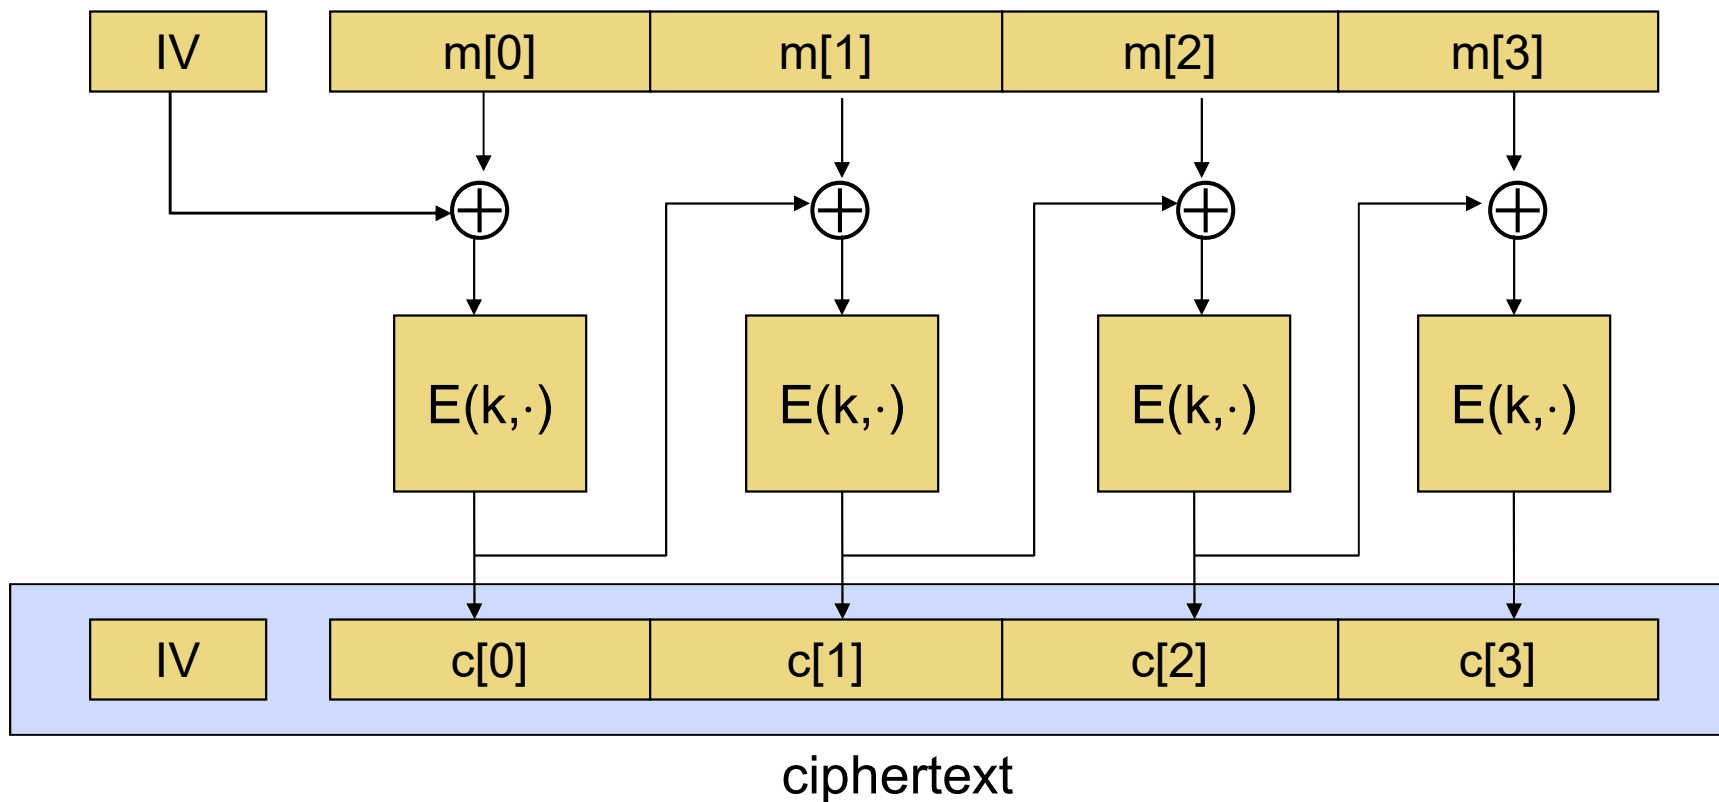 IV m[0] m[1] m[2] m[3]
E(k,·) E(k,·) E(k,·) E(k,·)
IV c[0] c[1] c[2] c[3]
ciphertext